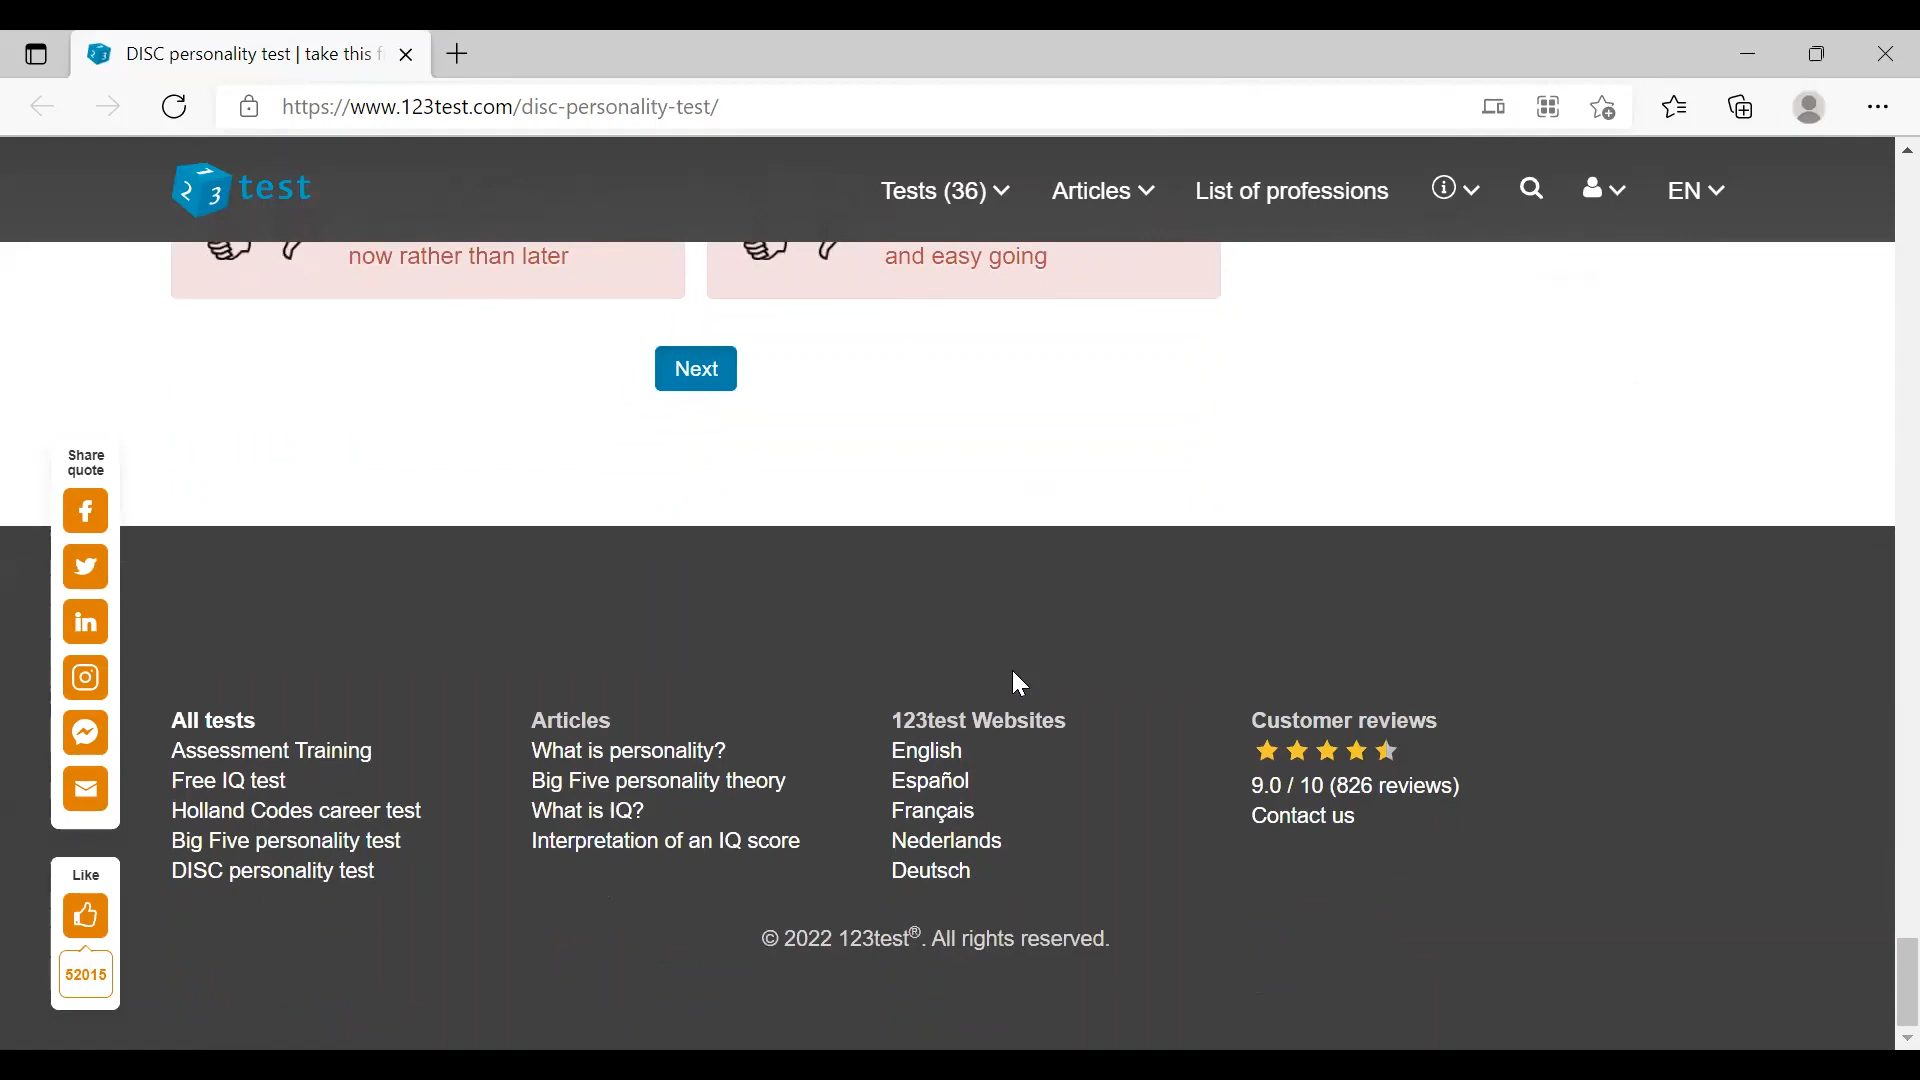 DISC personality test | take this f
https://www.123test.com/disc-personality-test/
123 test
Tests (36)
Articles
List of professions
EN
now rather than later
and easy going
Next
Share
quote
Like
52015
All tests
Assessment Training
Free IQ test
Holland Codes career test
Big Five personality test
DISC personality test
Articles
What is personality?
Big Five personality theory
What is IQ?
Interpretation of an IQ score
123test Websites
English
Español
Français
Nederlands
Deutsch
Customer reviews
9.0 / 10 (826 reviews)
Contact us
© 2022 123test®. All rights reserved.